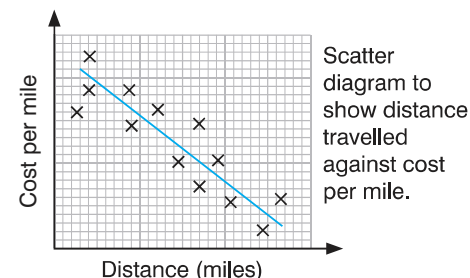 Cost per mile
Scatter
diagram to
show distance
travelled
against cost
per mile.
Distance (miles)